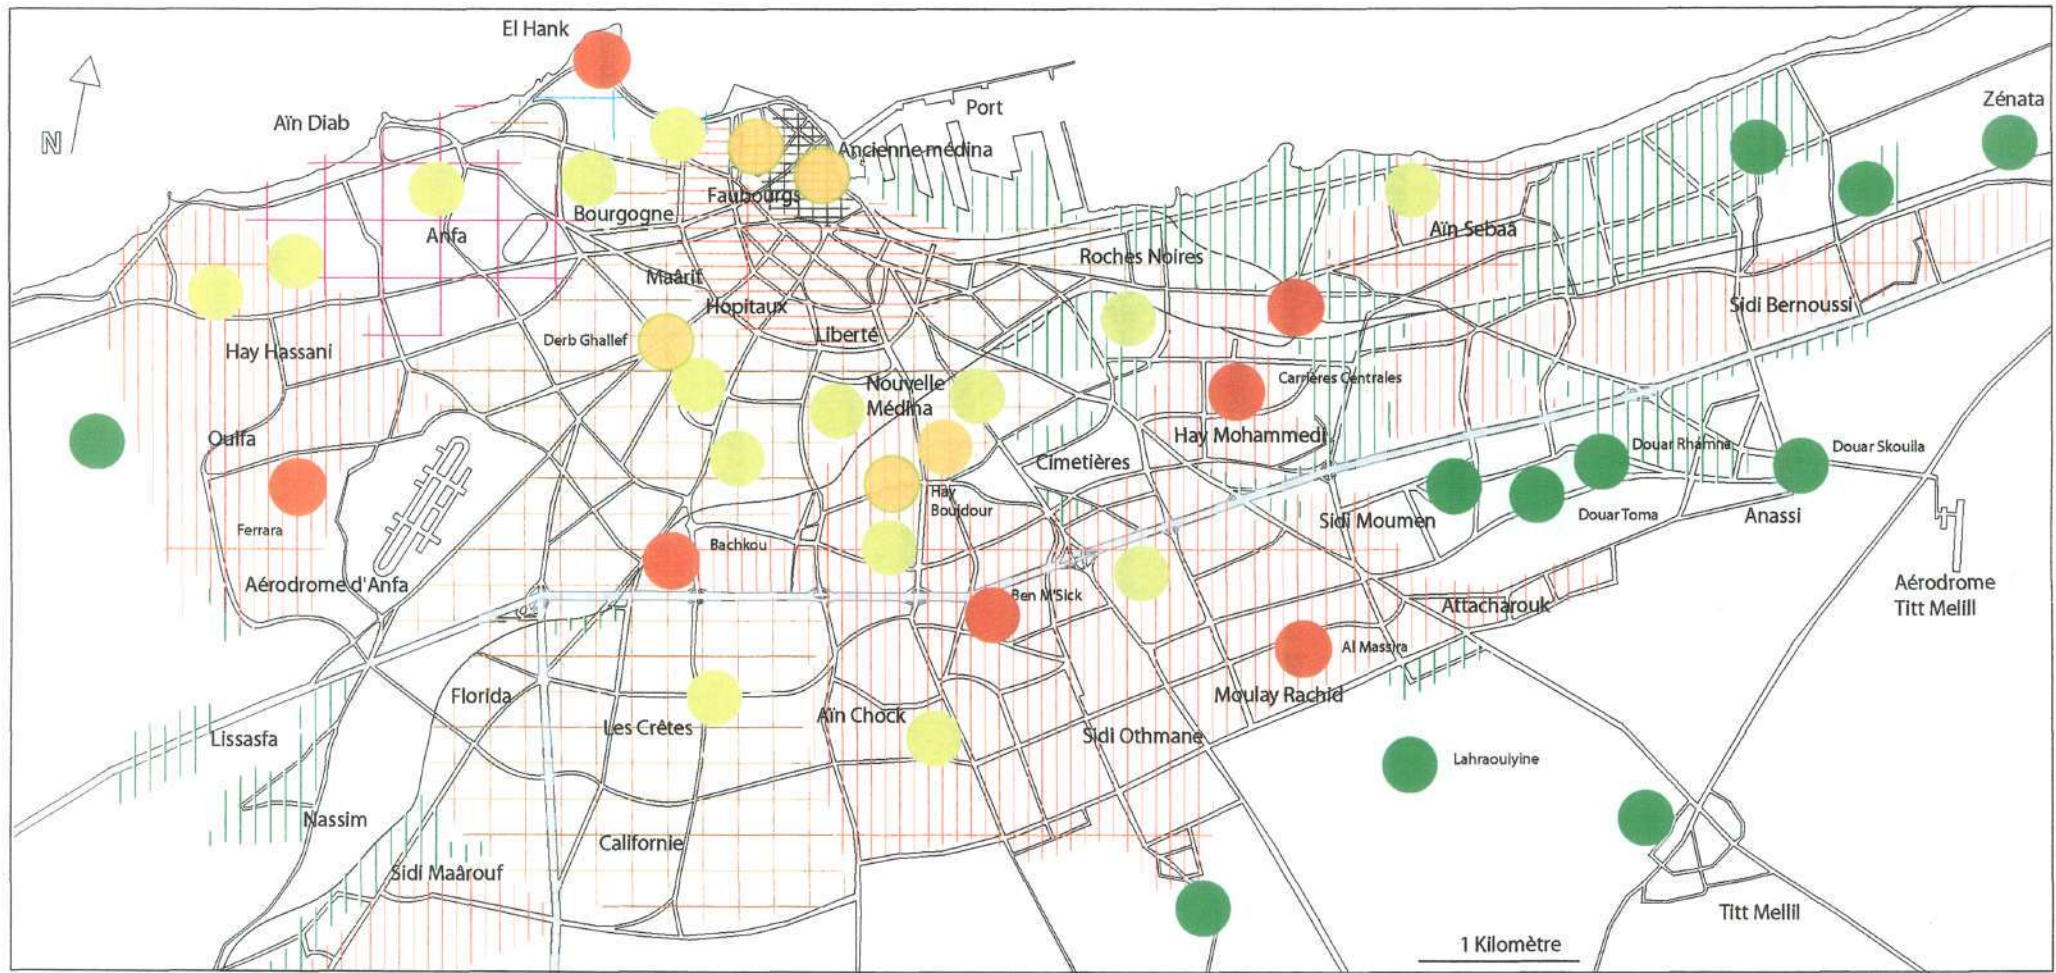 El Hank
Zénata
Port
Aïn Diab
N
Ancienne médina
Faubourgs
Bourgogne
Aïn Sebaâ
Anfa
Roches Noires
Maârif
Hopitaux
Sidi Bernoussi
Derb Ghallef
Liberté
Hay Hassani
Nouvelle
Médina
Carrières Centrales
Oulfa
Hay Mohammedi
Douar Rhamna
Douar Skouila
Cimetières
Hay
Boujdour
Ferrara
Sidi Moumen
Douar Toma
Anassi
Bachkou
Aérodrome d'Anfa
Aérodrome
Titt Melill
Ben M'Sick
Attacharouk
Al Massira
Florida
Moulay Rachid
Les Crêtes
Aïn Chock
Sidi Othmane
Lissasfa
Lahraouiyine
Nassim
Californie
Sidi Maârouf
Titt Mellil
1 Kilomètre